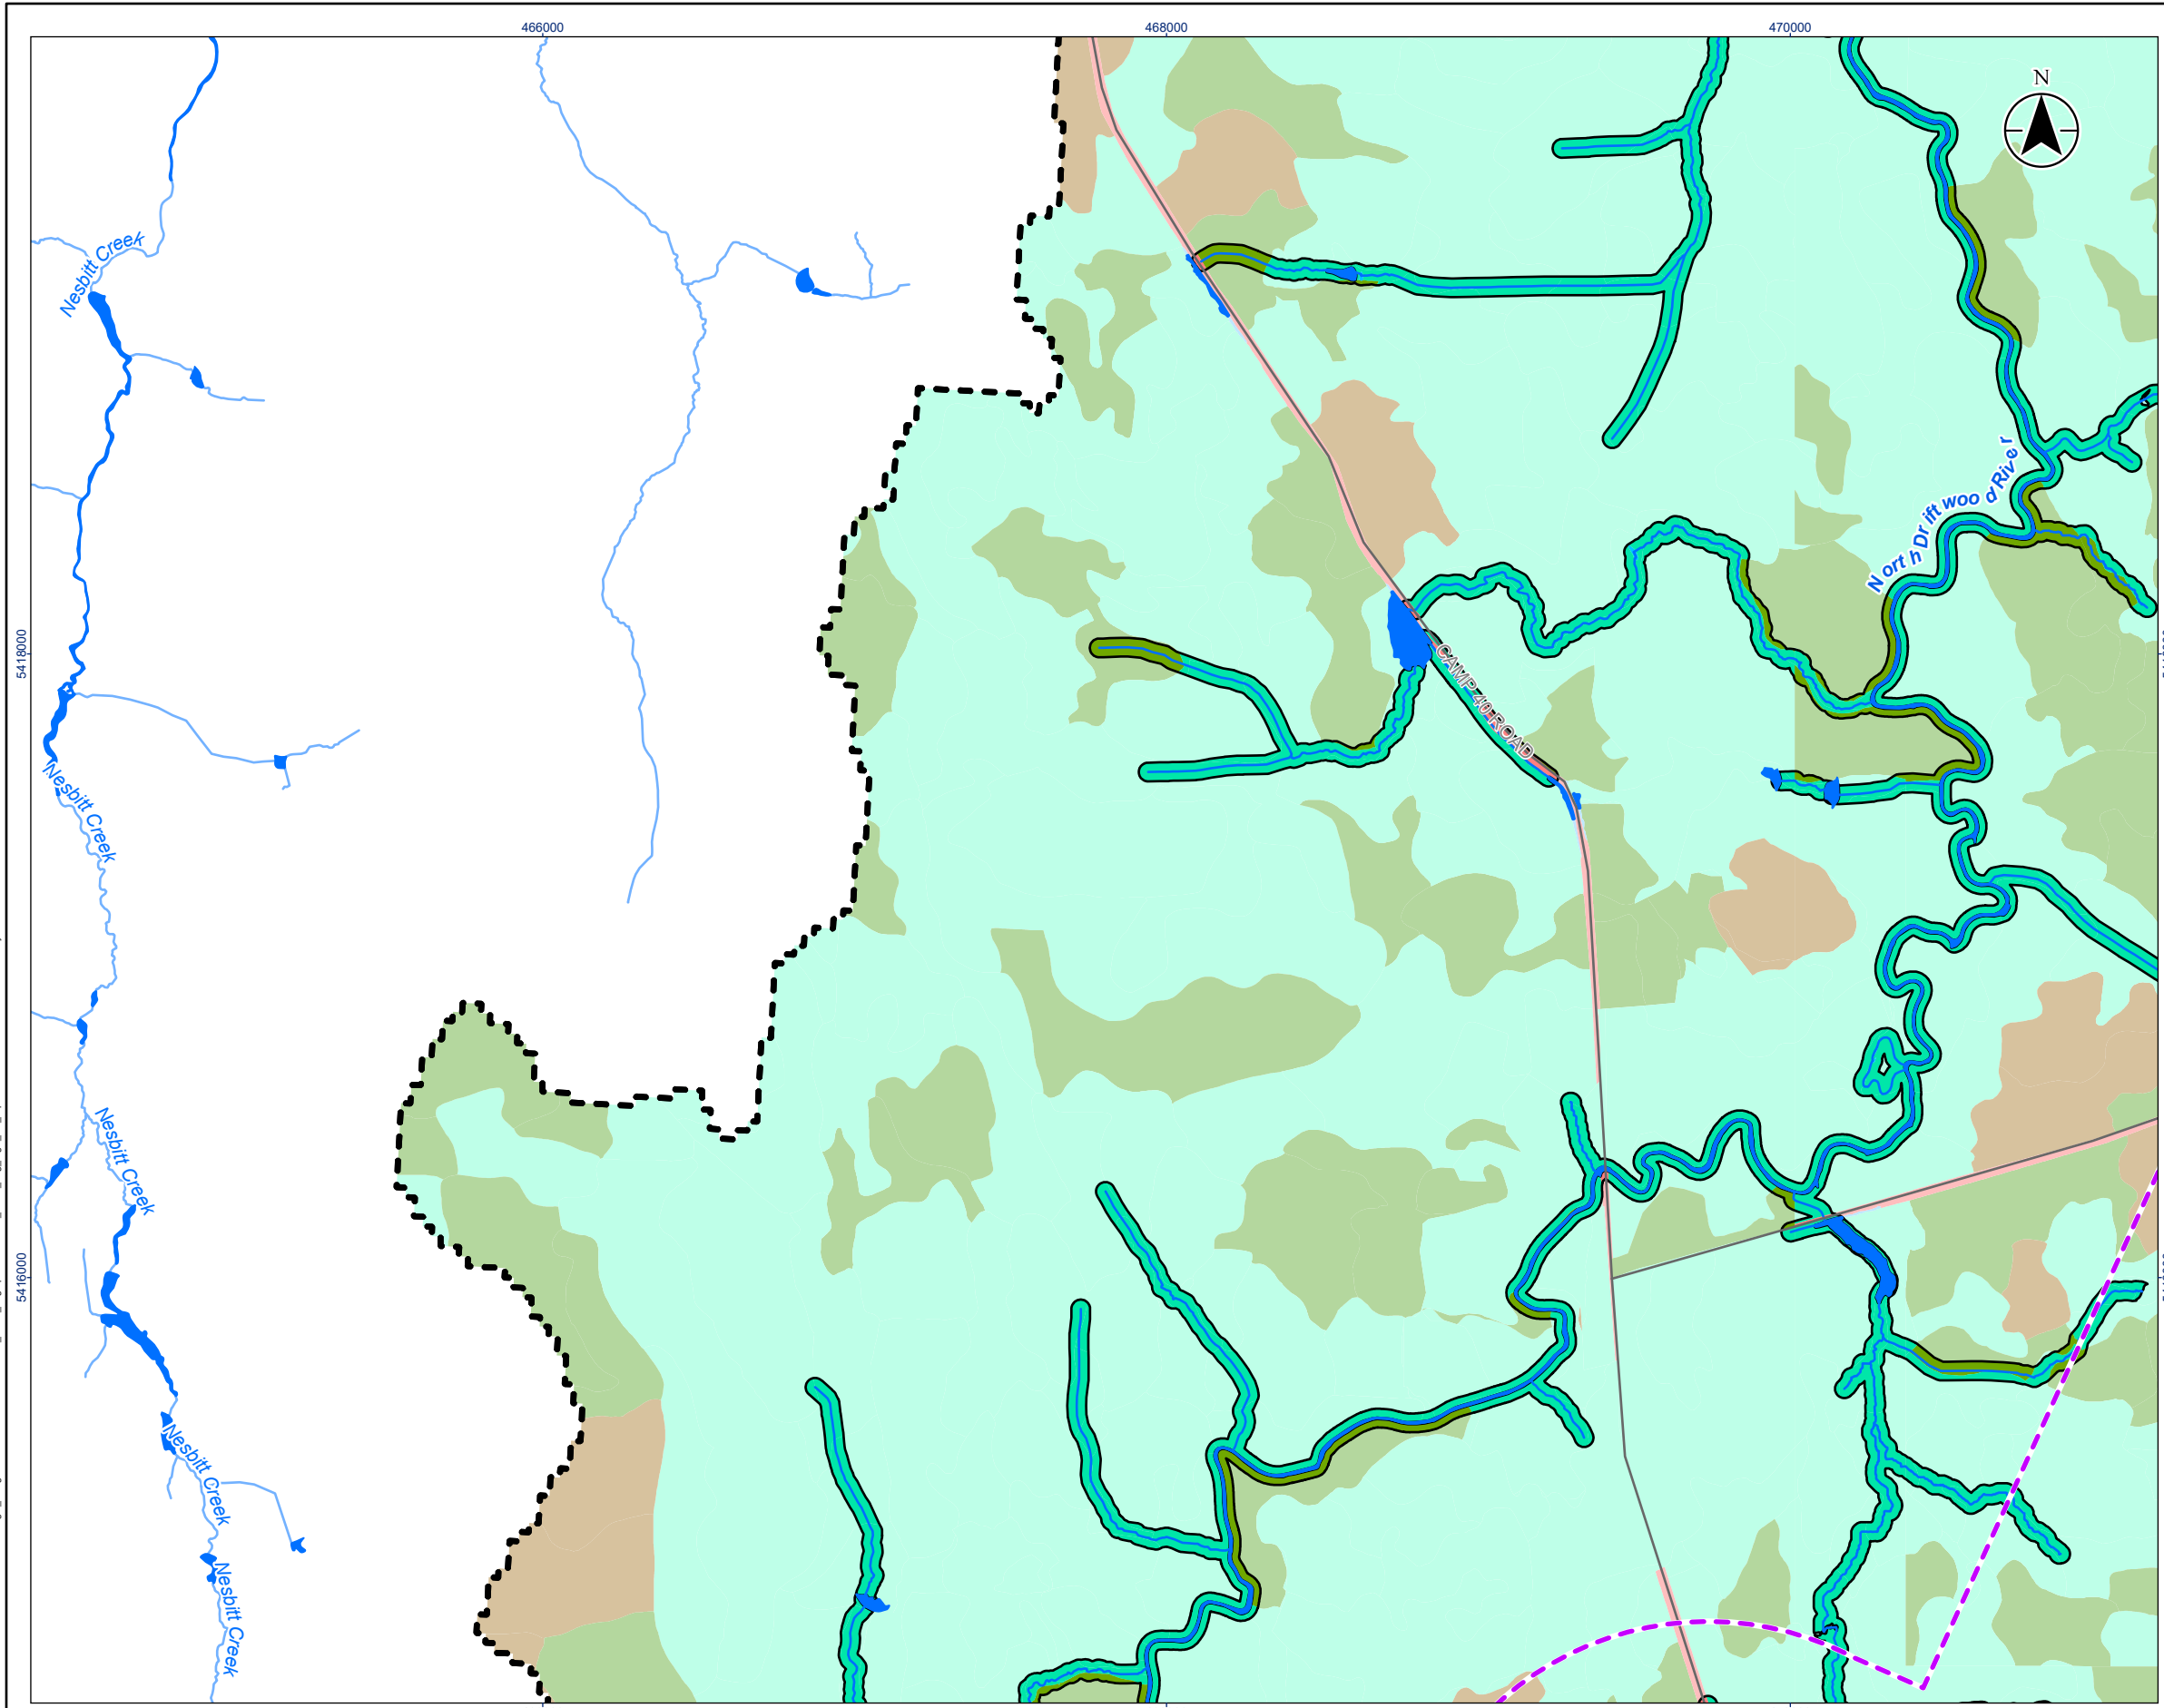 466000
468000
470000
N
Nesbitt Creek
North Driftwood River
5418000
CAMP 40 ROAD
Nesbitt Creek
Nesbitt Creek
5416000
Nesbitt Creek
Nesbitt Creek